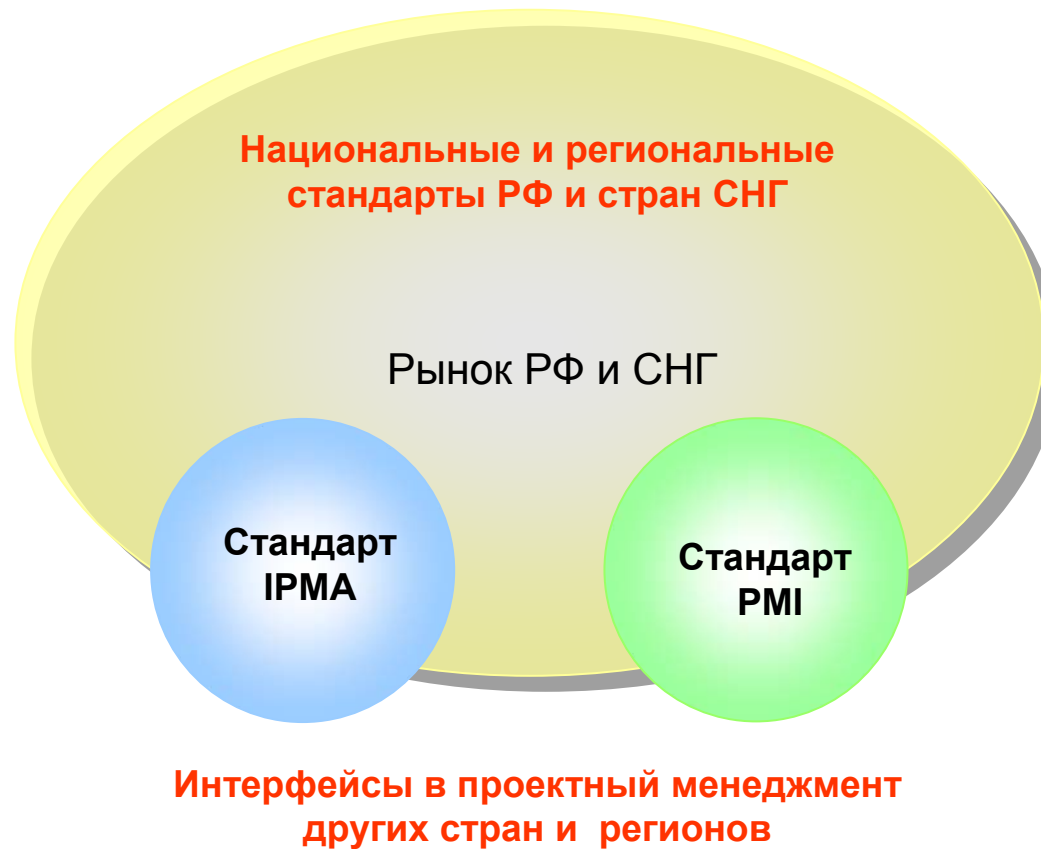 Национальные и региональные
стандарты РФ и стран СНГ
Рынок РФ и СНГ
Стандарт
IPMA
Стандарт
PMI
Интерфейсы в проектный менеджмент
других стран и регионов